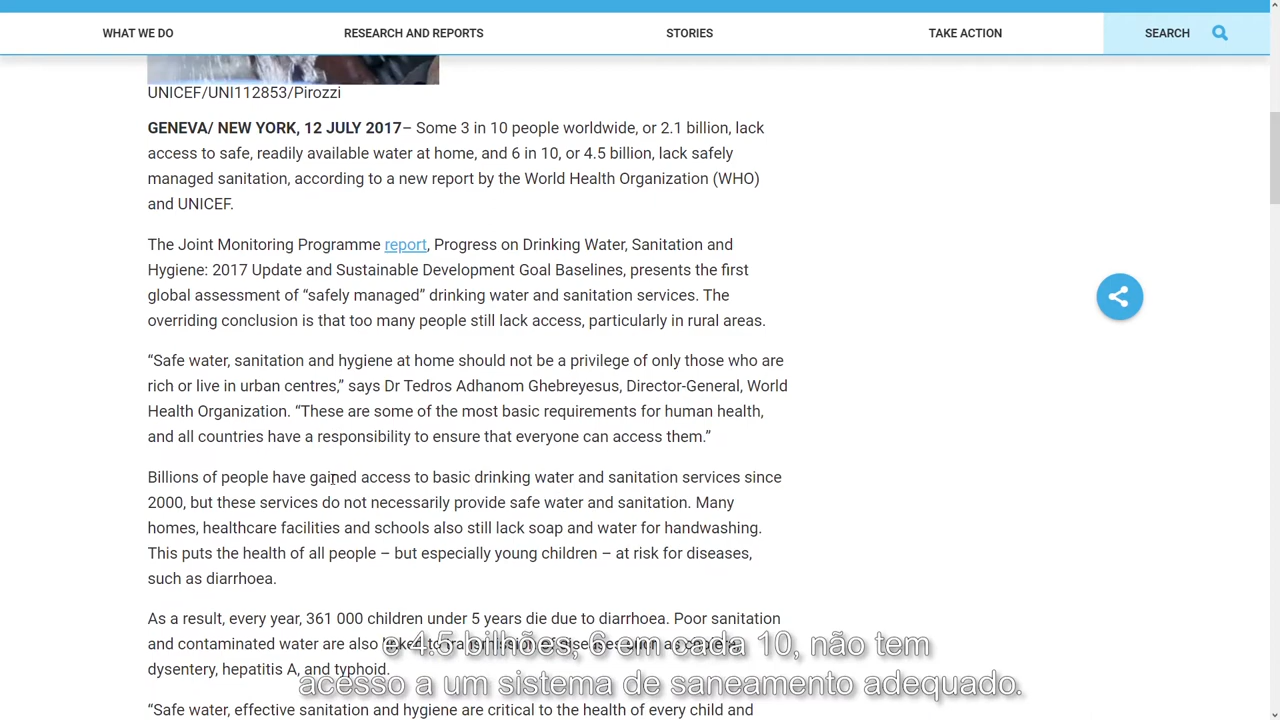 WHAT WE DO
RESEARCH AND REPORTS
STORIES
TAKE ACTION
SEARCH
UNICEF/UNI112853/Pirozzi
GENEVA/ NEW YORK, 12 JULY 2017– Some 3 in 10 people worldwide, or 2.1 billion, lack
access to safe, readily available water at home, and 6 in 10, or 4.5 billion, lack safely
managed sanitation, according to a new report by the World Health Organization (WHO)
and UNICEF.
The Joint Monitoring Programme report, Progress on Drinking Water, Sanitation and
Hygiene: 2017 Update and Sustainable Development Goal Baselines, presents the first
global assessment of “safely managed” drinking water and sanitation services. The
overriding conclusion is that too many people still lack access, particularly in rural areas.
“Safe water, sanitation and hygiene at home should not be a privilege of only those who are
rich or live in urban centres,” says Dr Tedros Adhanom Ghebreyesus, Director-General, World
Health Organization. “These are some of the most basic requirements for human health,
and all countries have a responsibility to ensure that everyone can access them.”
Billions of people have gained access to basic drinking water and sanitation services since
2000, but these services do not necessarily provide safe water and sanitation. Many
homes, healthcare facilities and schools also still lack soap and water for handwashing.
This puts the health of all people – but especially young children – at risk for diseases,
such as diarrhoea.
As a result, every year, 361 000 children under 5 years die due to diarrhoea. Poor sanitation
and contaminated water are also linked to transmission of diseases such as
dysentery, hepatitis A, and typhoid.
“Safe water, effective sanitation and hygiene are critical to the health of every child and
e 4.5 bilhões, 6 em cada 10, não tem
acesso a um sistema de saneamento adequado.